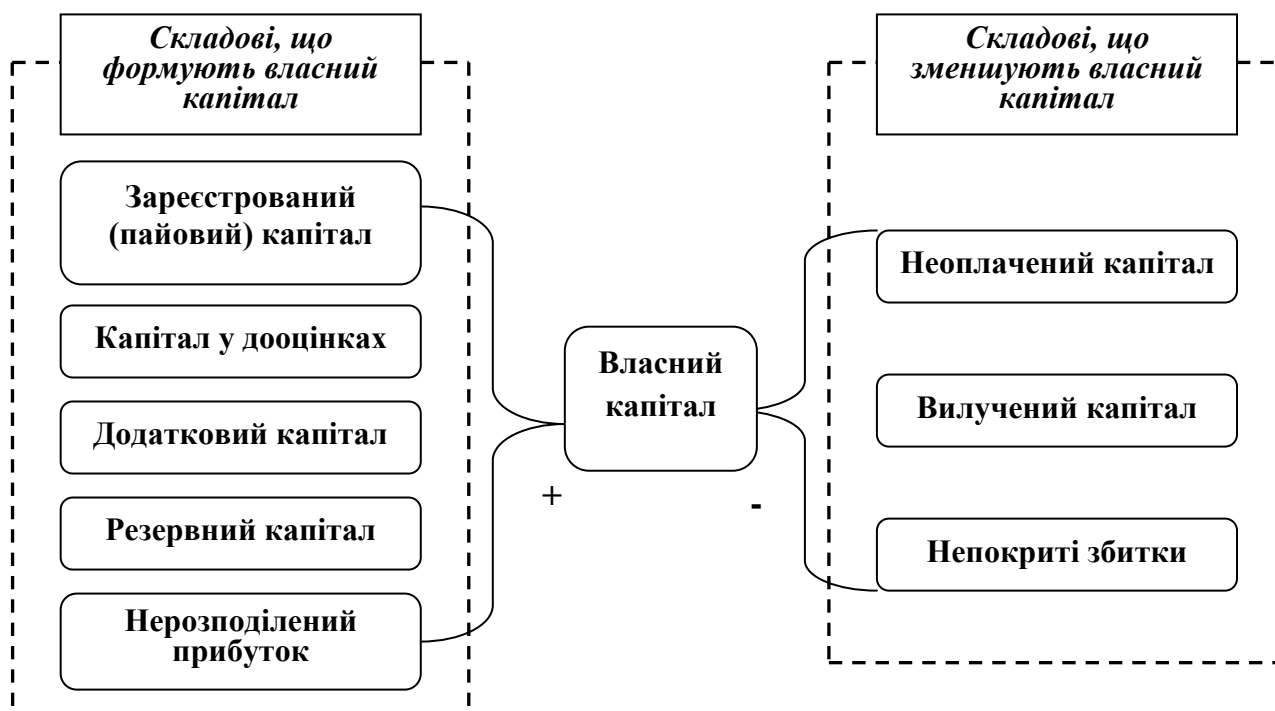 Складові, що
формують власний
капітал
Зареєстрований
(пайовий) капітал
Капітал у дооцінках
Додатковий капітал
Резервний капітал
Нерозподілений
прибуток
Власний
капітал
+
-
Складові, що
зменшують власний
капітал
Неоплачений капітал
Вилучений капітал
Непокриті збитки